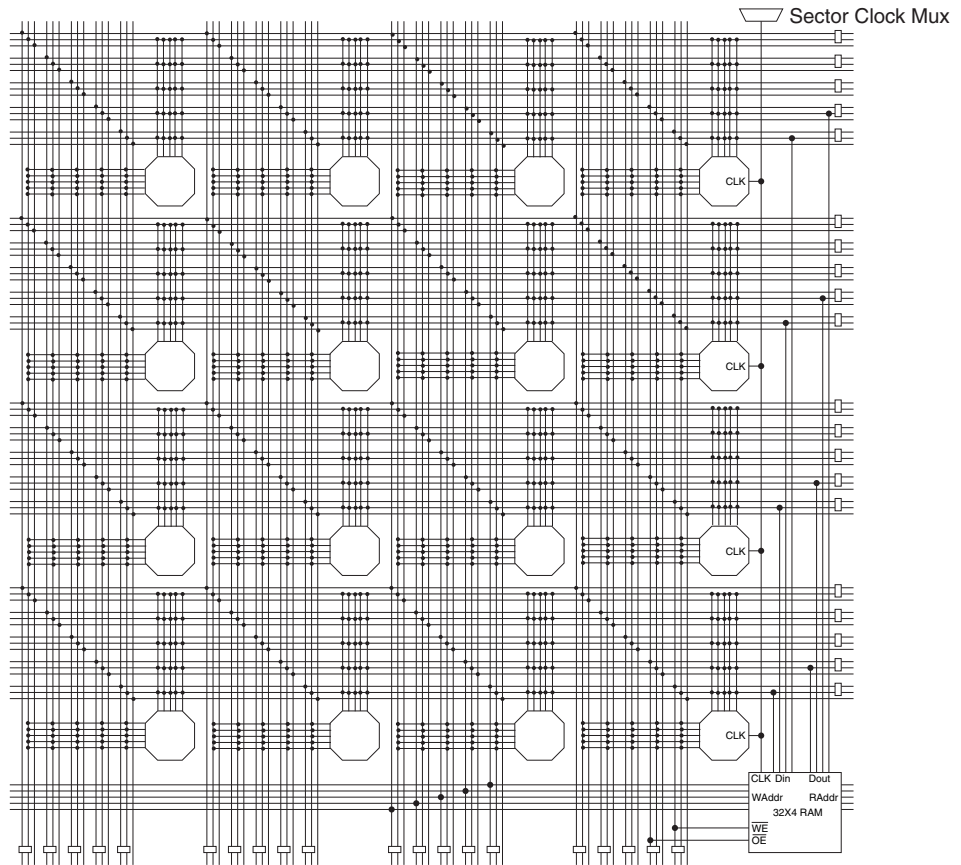 Sector Clock Mux
CLK
CLK
CLK
CLK
CLK Din Dout
WAddr RAddr
32X4 RAM
WE
OE